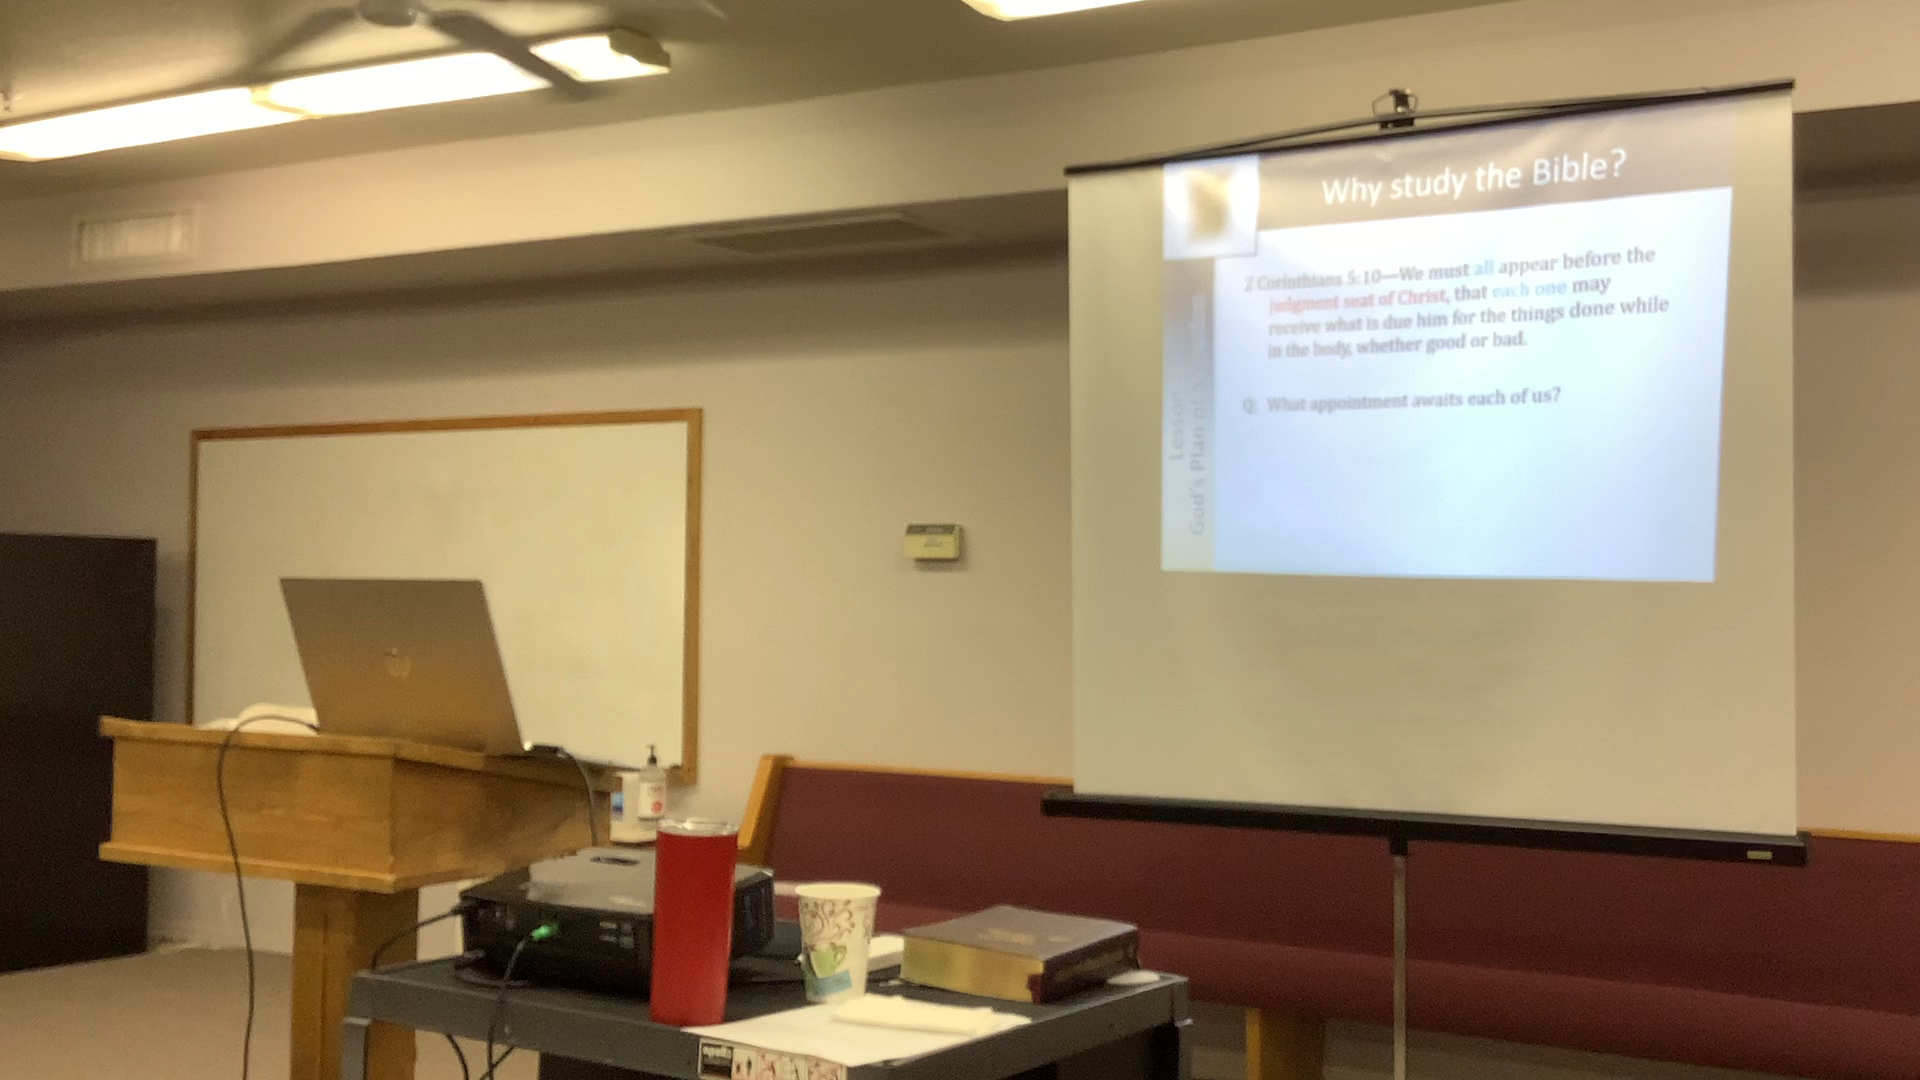 Why study the Bible?
2 Corinthians 5:10—We must all appear before the
judgment seat of Christ, that each one may
receive what is due him for the things done while
in the body, whether good or bad.
Q: What appointment awaits each of us?
Lesson
God's Plan of
apollo